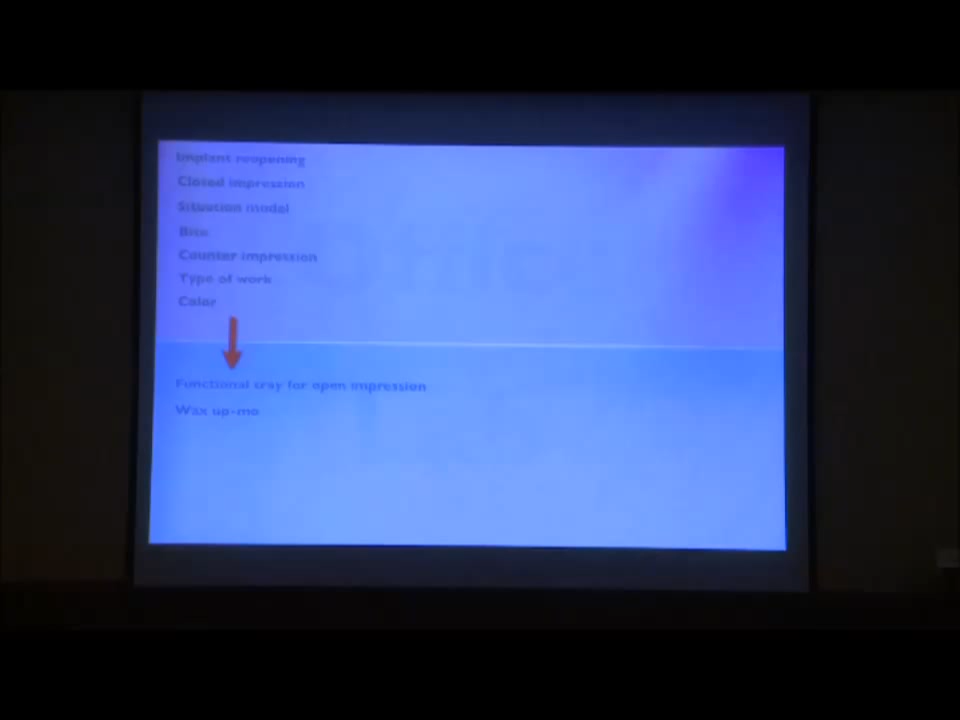 Implant reopening
Closed impression
Situation model
Bite
Counter impression
Type of work
Color
Functional tray for open impression
Wax up-mo